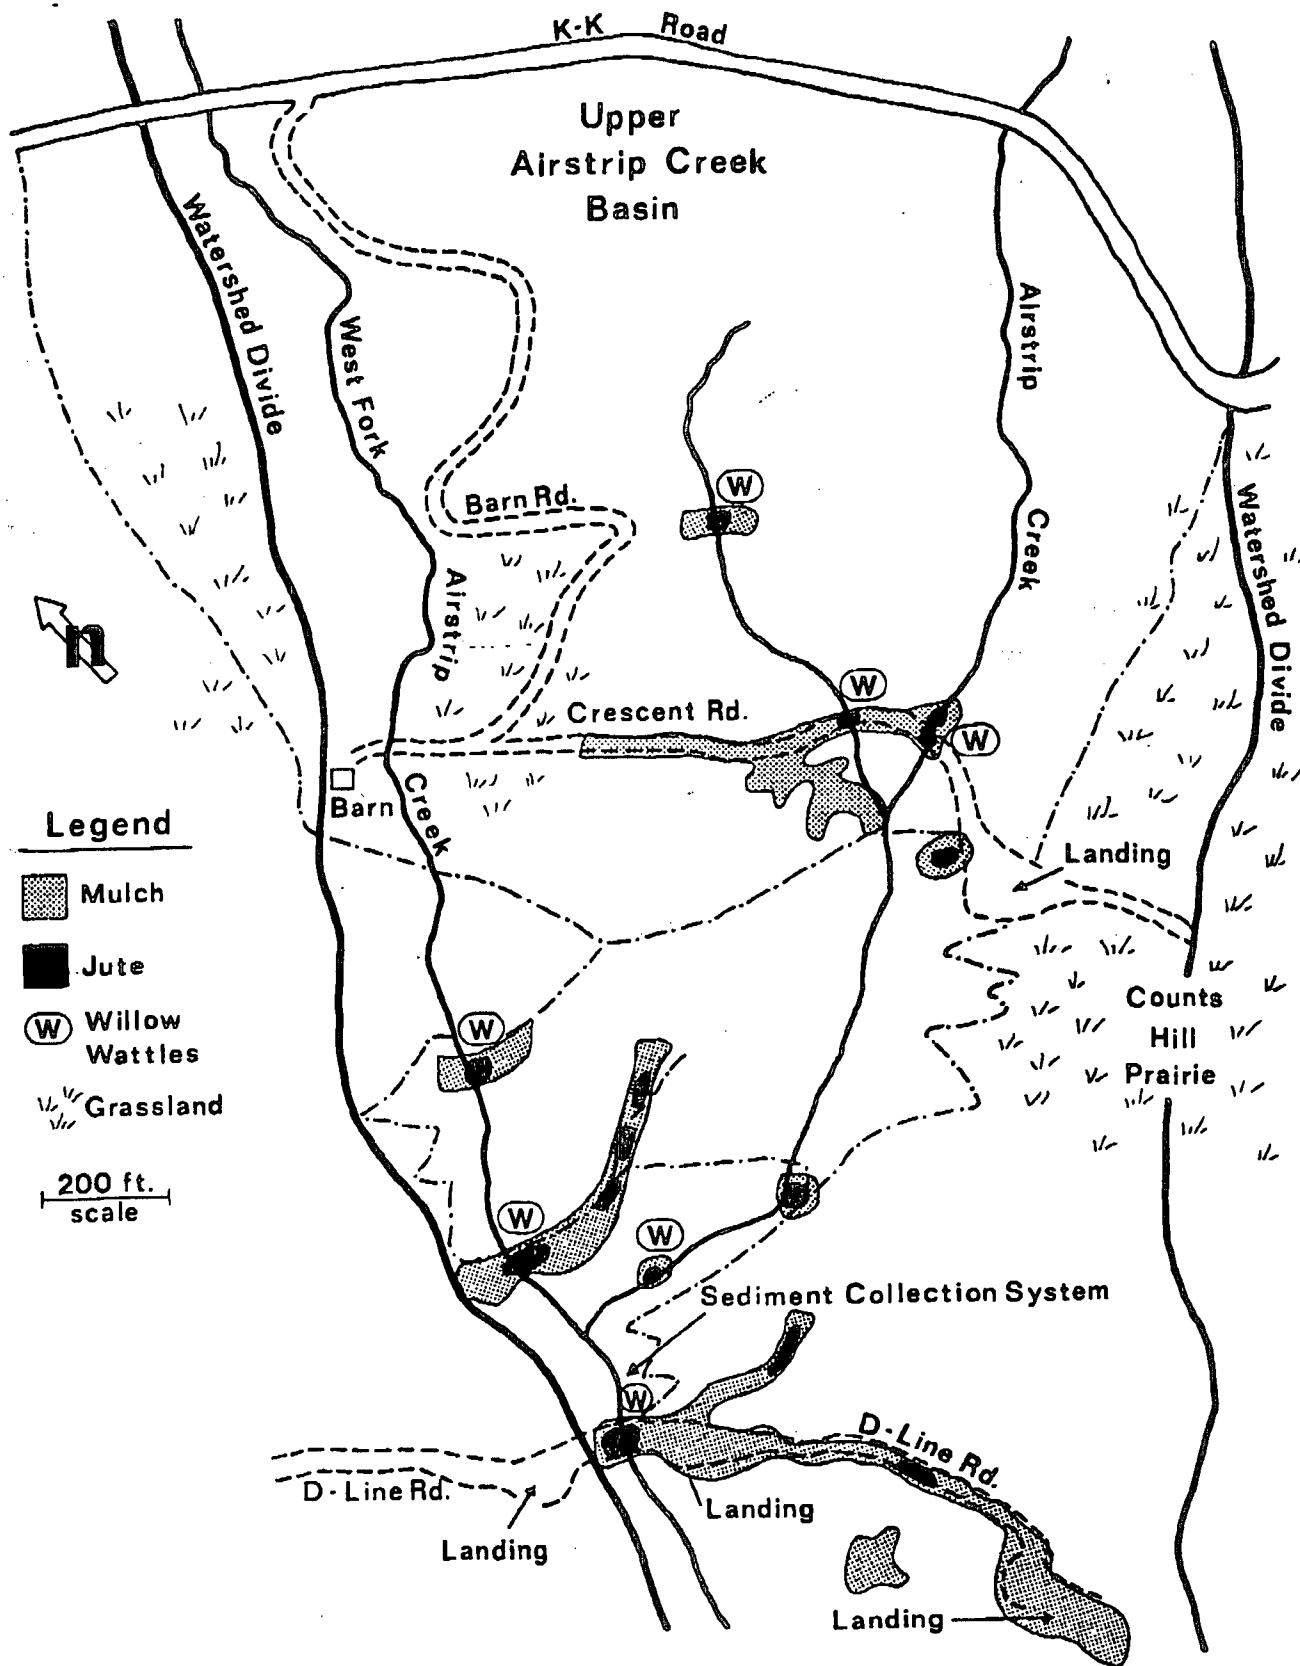 K-K Road
Upper
Airstrip Creek
Basin
Watershed Divide
West Fork
Airstrip
Creek
Airstrip
Creek
Barn Rd.
W
Watershed Divide
n
W
Crescent Rd.
W
Barn
Landing
Legend
Mulch
Jute
W Willow
Wattles
Grassland
200 ft.
scale
W
Counts
Hill
Prairie
W
W
Sediment Collection System
W
D-Line Rd.
D-Line Rd.
Landing
Landing
Landing